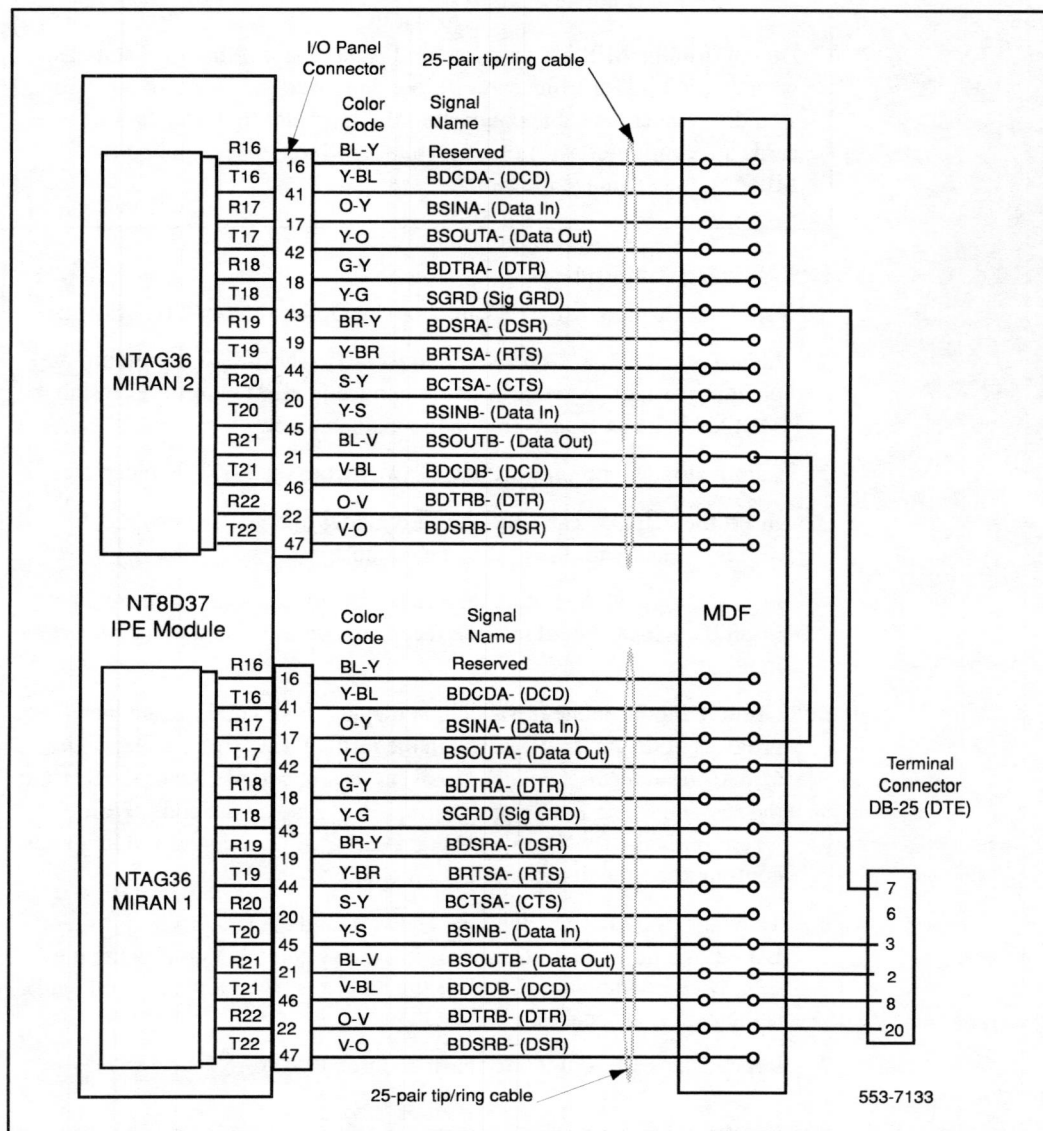 I/O Panel
Connector
25-pair tip/ring cable
Color
Code
Signal
Name
R16 16 BL-Y Reserved
T16 41 Y-BL BDCDA- (DCD)
R17 17 O-Y BSINA- (Data In)
T17 42 Y-O BSOUTA- (Data Out)
R18 18 G-Y BDTRA- (DTR)
T18 43 Y-G SGRD (Sig GRD)
R19 19 BR-Y BDSRA- (DSR)
T19 44 Y-BR BRTSA- (RTS)
R20 20 S-Y BCTSA- (CTS)
T20 45 Y-S BSINB- (Data In)
R21 21 BL-V BSOUTB- (Data Out)
T21 46 V-BL BDCDB- (DCD)
R22 22 O-V BDTRB- (DTR)
T22 47 V-O BDSRB- (DSR)
NTAG36
MIRAN 2
NT8D37
IPE Module
MDF
Color
Code
Signal
Name
R16 16 BL-Y Reserved
T16 41 Y-BL BDCDA- (DCD)
R17 17 O-Y BSINA- (Data In)
T17 42 Y-O BSOUTA- (Data Out)
R18 18 G-Y BDTRA- (DTR)
T18 43 Y-G SGRD (Sig GRD)
R19 19 BR-Y BDSRA- (DSR)
T19 44 Y-BR BRTSA- (RTS)
R20 20 S-Y BCTSA- (CTS)
T20 45 Y-S BSINB- (Data In)
R21 21 BL-V BSOUTB- (Data Out)
T21 46 V-BL BDCDB- (DCD)
R22 22 O-V BDTRB- (DTR)
T22 47 V-O BDSRB- (DSR)
NTAG36
MIRAN 1
Terminal
Connector
DB-25 (DTE)
7
6
3
2
8
20
25-pair tip/ring cable
553-7133